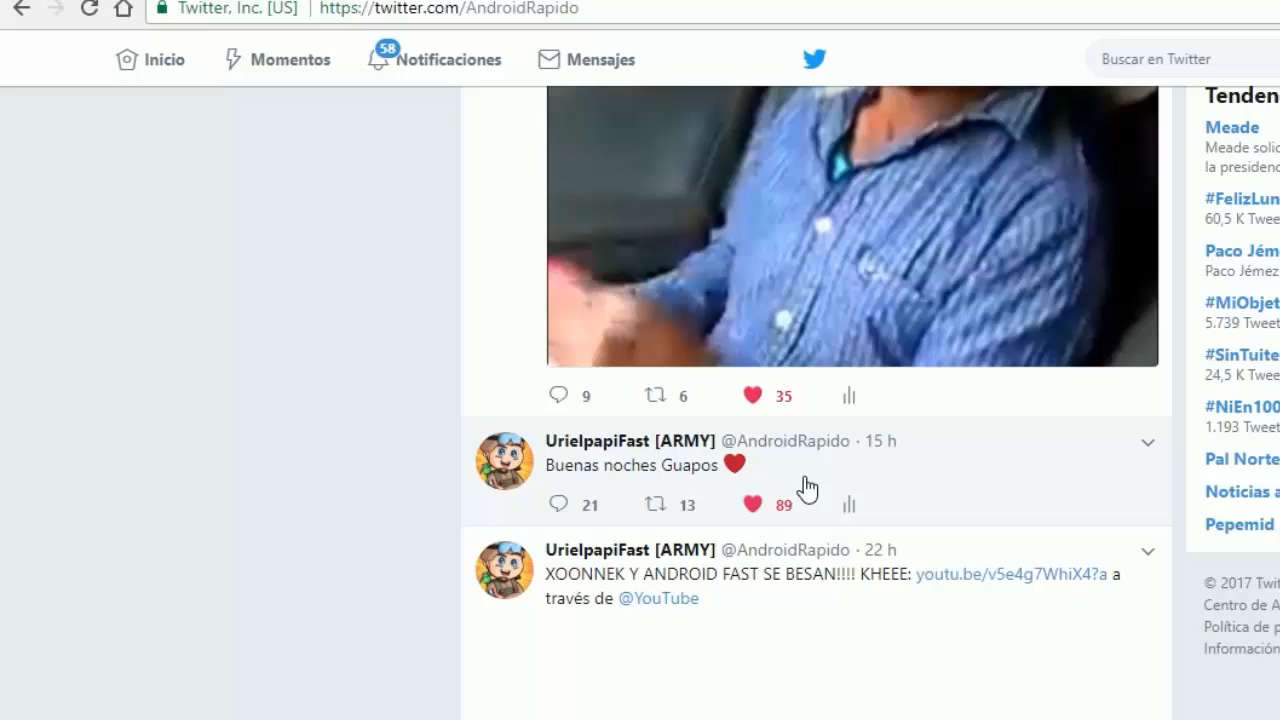 Twitter, Inc. [US] | https://twitter.com/AndroidRapido
Inicio
Momentos
58
Notificaciones
Mensajes
Buscar en Twitter
9
6
35
UrielpapiFast [ARMY] @AndroidRapido · 15 h
Buenas noches Guapos ❤
21
13
89
UrielpapiFast [ARMY] @AndroidRapido · 22 h
XOONNEK Y ANDROID FAST SE BESAN!!!! KHEEE: youtu.be/v5e4g7WhiX4?a a
través de @YouTube
Tenden
Meade
Meade solic
la presidenc
#FelizLun
60,5 K Twee
Paco Jém
Paco Jémez
#MiObjet
5.739 Tweet
#SinTuite
24,5 K Twee
#NiEn100
1.193 Tweet
Pal Norte
Noticias a
Pepemid
© 2017 Twit
Centro de A
Política de p
Información